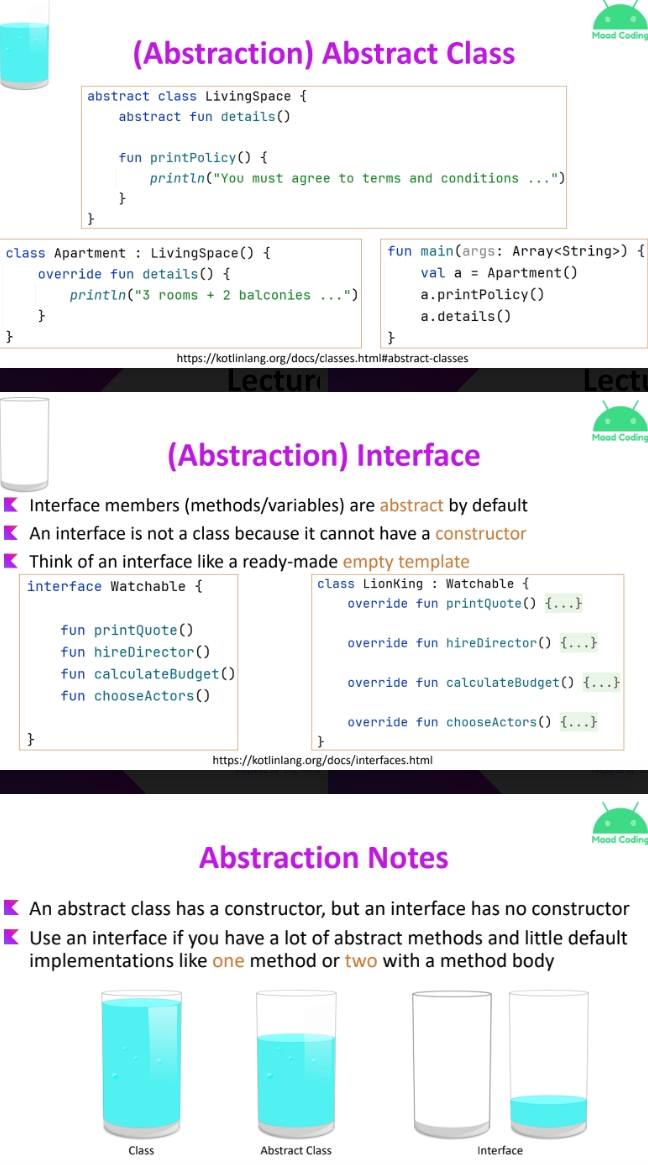 Maad Coding
(Abstraction) Abstract Class
abstract class LivingSpace {
    abstract fun details()
    fun printPolicy() {
        println("You must agree to terms and conditions ...")
    }
}
class Apartment : LivingSpace() {
    override fun details() {
        println("3 rooms + 2 balconies ...")
    }
}
fun main(args: Array<String>) {
    val a = Apartment()
    a.printPolicy()
    a.details()
}
https://kotlinlang.org/docs/classes.html#abstract-classes
Maad Coding
(Abstraction) Interface
Interface members (methods/variables) are abstract by default
An interface is not a class because it cannot have a constructor
Think of an interface like a ready-made empty template
interface Watchable {
    fun printQuote()
    fun hireDirector()
    fun calculateBudget()
    fun chooseActors()
}
class LionKing : Watchable {
    override fun printQuote() {...}
    override fun hireDirector() {...}
    override fun calculateBudget() {...}
    override fun chooseActors() {...}
}
https://kotlinlang.org/docs/interfaces.html
Maad Coding
Abstraction Notes
An abstract class has a constructor, but an interface has no constructor
Use an interface if you have a lot of abstract methods and little default
implementations like one method or two with a method body
Class
Abstract Class
Interface